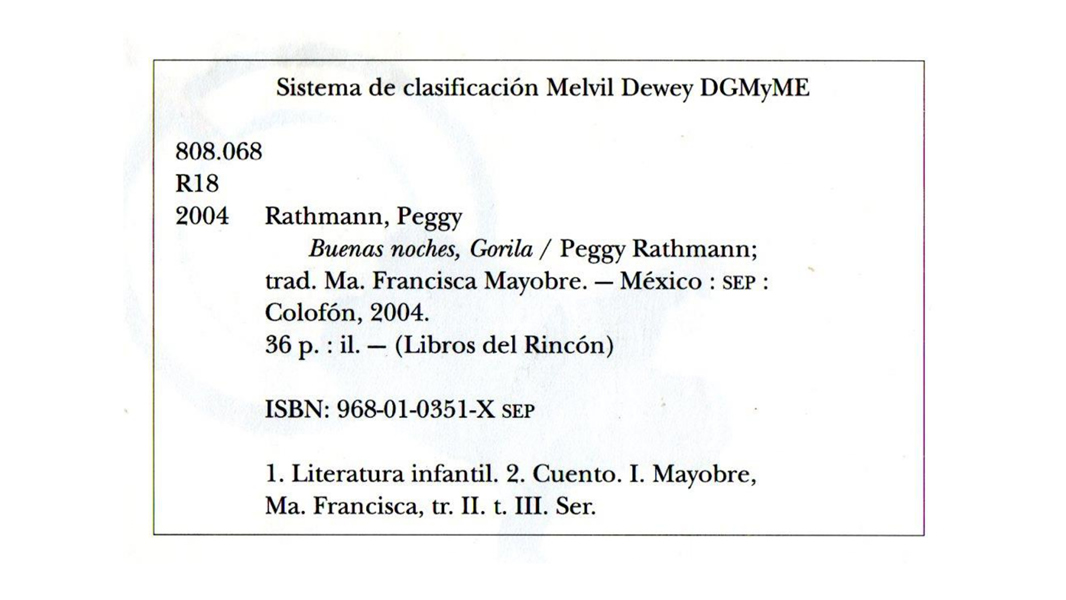 Sistema de clasificación Melvil Dewey DGMyME
808.068
R18
2004 Rathmann, Peggy
Buenas noches, Gorila / Peggy Rathmann;
trad. Ma. Francisca Mayobre. — México : SEP :
Colofón, 2004.
36 p. : il. — (Libros del Rincón)
ISBN: 968-01-0351-X SEP
1. Literatura infantil. 2. Cuento. I. Mayobre,
Ma. Francisca, tr. II. t. III. Ser.